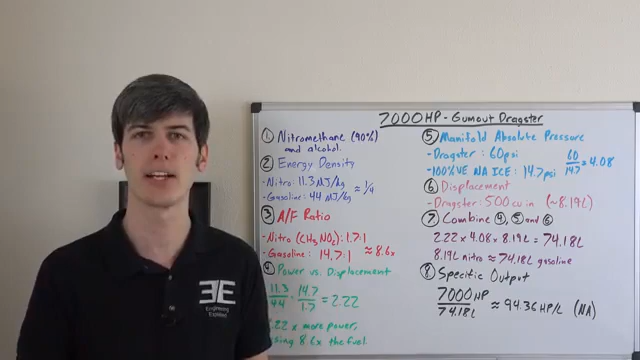 7000HP - Gumout Dragster
① Nitromethane (90%)
and alcohol.
② Energy Density
- Nitro: 11.3 MJ/kg
- Gasoline: 44 MJ/kg ≈ 1/4
③ A/F Ratio
- Nitro (CH3NO2): 1.7:1
- Gasoline: 14.7:1 ≈ 8.6x
④ Power vs. Displacement
11.3/44 · 14.7/1.7 = 2.22
2.22 x more power,
using 8.6x the fuel.
⑤ Manifold Absolute Pressure
- Dragster: 60psi
- 100% VE NA ICE: 14.7psi
60/14.7 = 4.08
⑥ Displacement
- Dragster: 500 cu in (~8.19L)
⑦ Combine ④, ⑤ and ⑥
2.22 x 4.08 x 8.19L = 74.18L
8.19L nitro ≈ 74.18L gasoline
⑧ Specific Output
7000HP/74.18L ≈ 94.36 HP/L (NA)
EE
Engineering
Explained